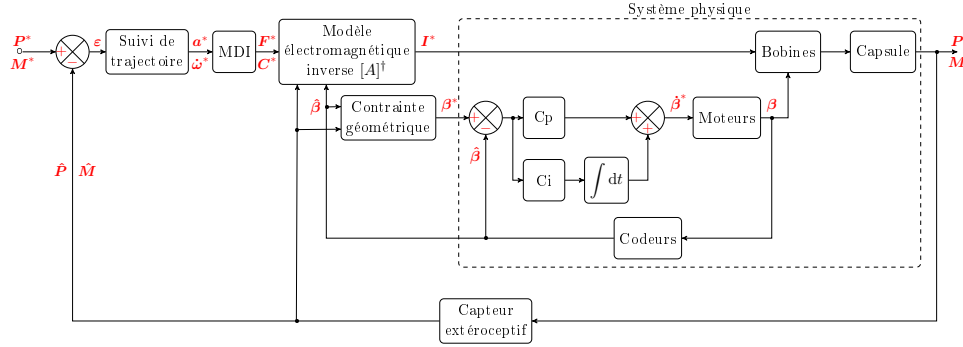 Système physique
P*
M*
+
−
ε
Suivi de
trajectoire
a*
ω̇*
MDI
F*
C*
Modèle
électromagnétique
inverse [A]†
I*
Bobines
Capsule
P
M
β̂
Contrainte
géométrique
β*
+
−
Cp
+
+
β̇*
Moteurs
β
β̂
Ci
∫ dt
P̂ M̂
Codeurs
Capteur
extéroceptif